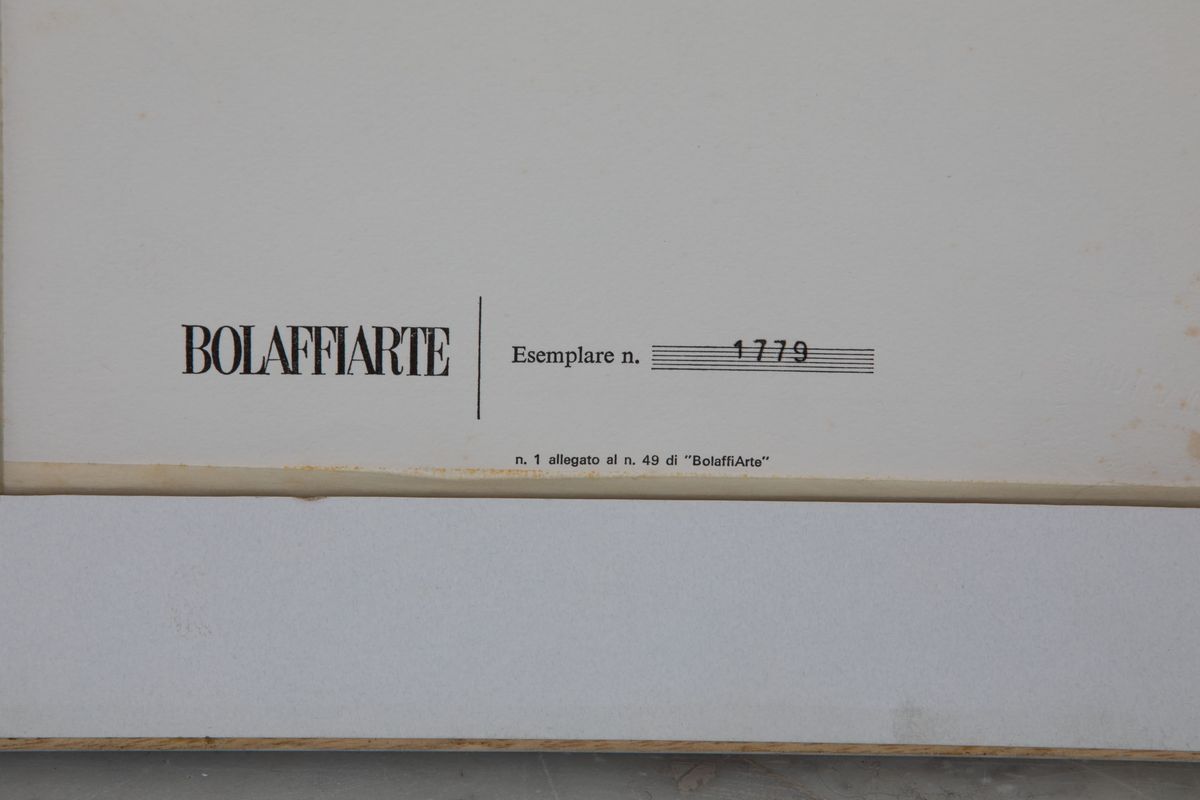 BOLAFFIARTE
Esemplare n. 1779
n. 1 allegato al n. 49 di "BolaffiArte"